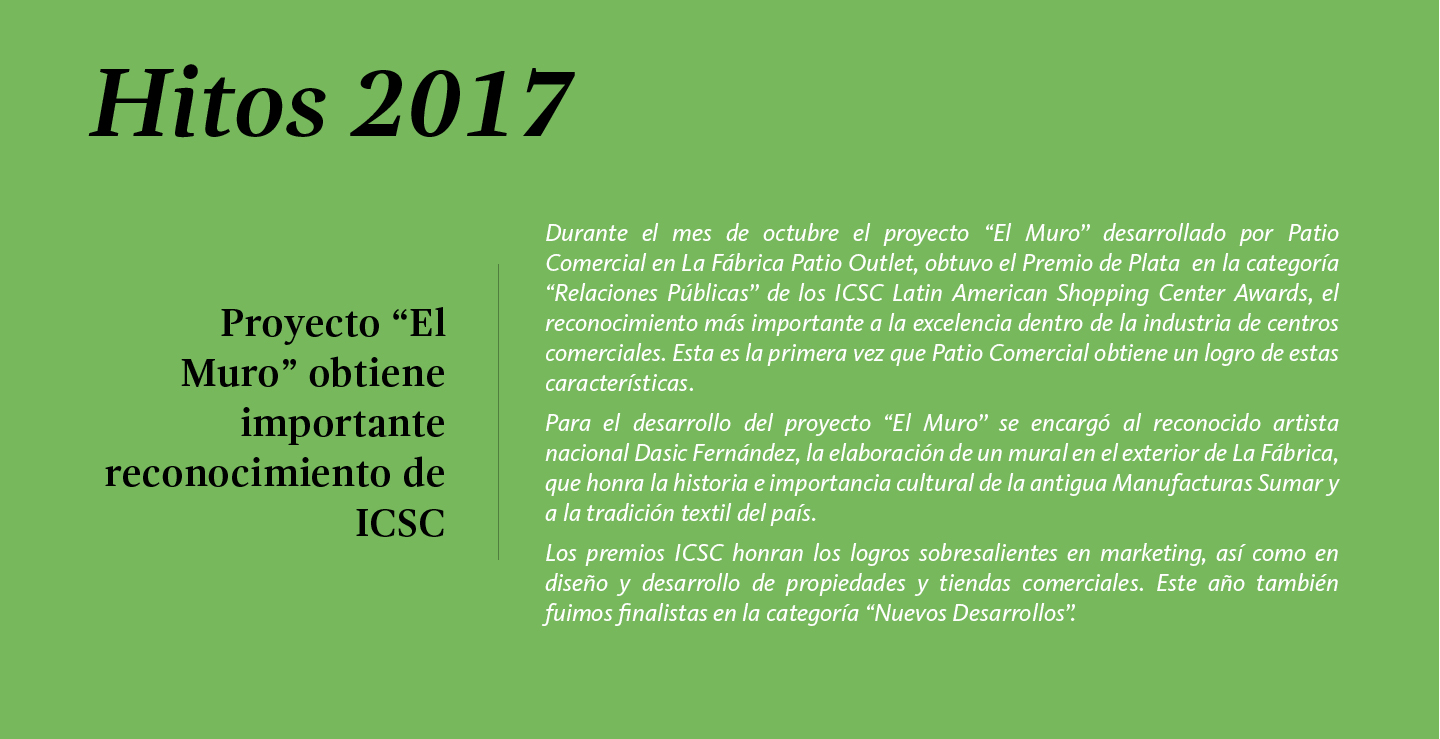 Hitos 2017
Proyecto “El
Muro” obtiene
importante
reconocimiento de
ICSC
Durante el mes de octubre el proyecto “El Muro” desarrollado por Patio
Comercial en La Fábrica Patio Outlet, obtuvo el Premio de Plata en la categoría
“Relaciones Públicas” de los ICSC Latin American Shopping Center Awards, el
reconocimiento más importante a la excelencia dentro de la industria de centros
comerciales. Esta es la primera vez que Patio Comercial obtiene un logro de estas
características.
Para el desarrollo del proyecto “El Muro” se encargó al reconocido artista
nacional Dasic Fernández, la elaboración de un mural en el exterior de La Fábrica,
que honra la historia e importancia cultural de la antigua Manufacturas Sumar y
a la tradición textil del país.
Los premios ICSC honran los logros sobresalientes en marketing, así como en
diseño y desarrollo de propiedades y tiendas comerciales. Este año también
fuimos finalistas en la categoría “Nuevos Desarrollos”.